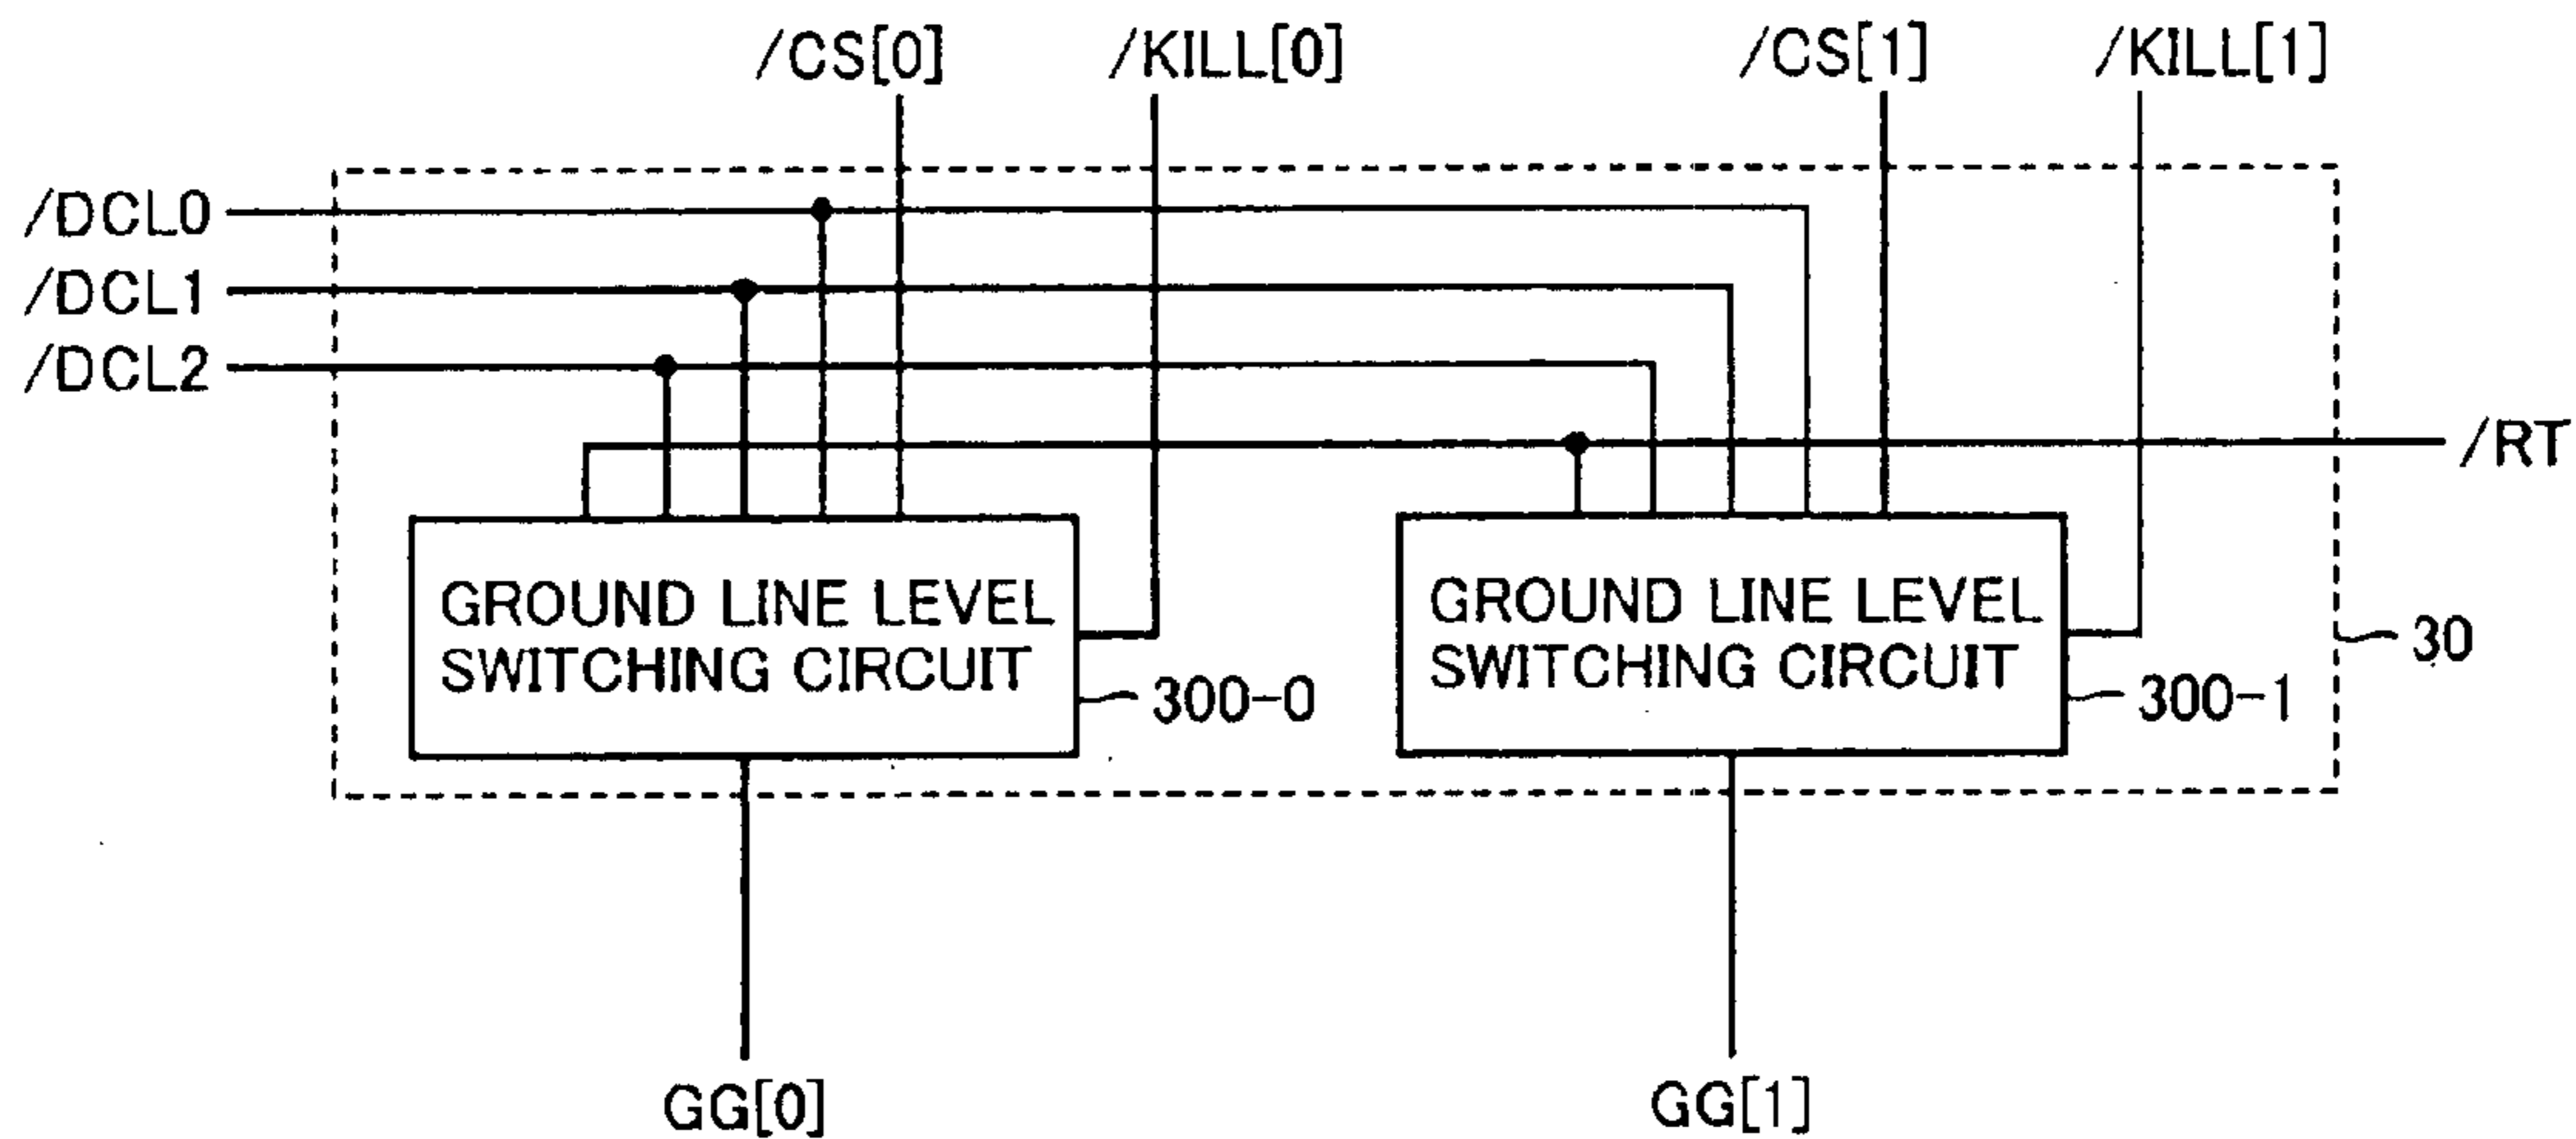 /CS[0]
/KILL[0]
/CS[1]
/KILL[1]
/DCL0
/DCL1
/DCL2
/RT
GROUND LINE LEVEL
SWITCHING CIRCUIT
300-0
GROUND LINE LEVEL
SWITCHING CIRCUIT
300-1
30
GG[0]
GG[1]